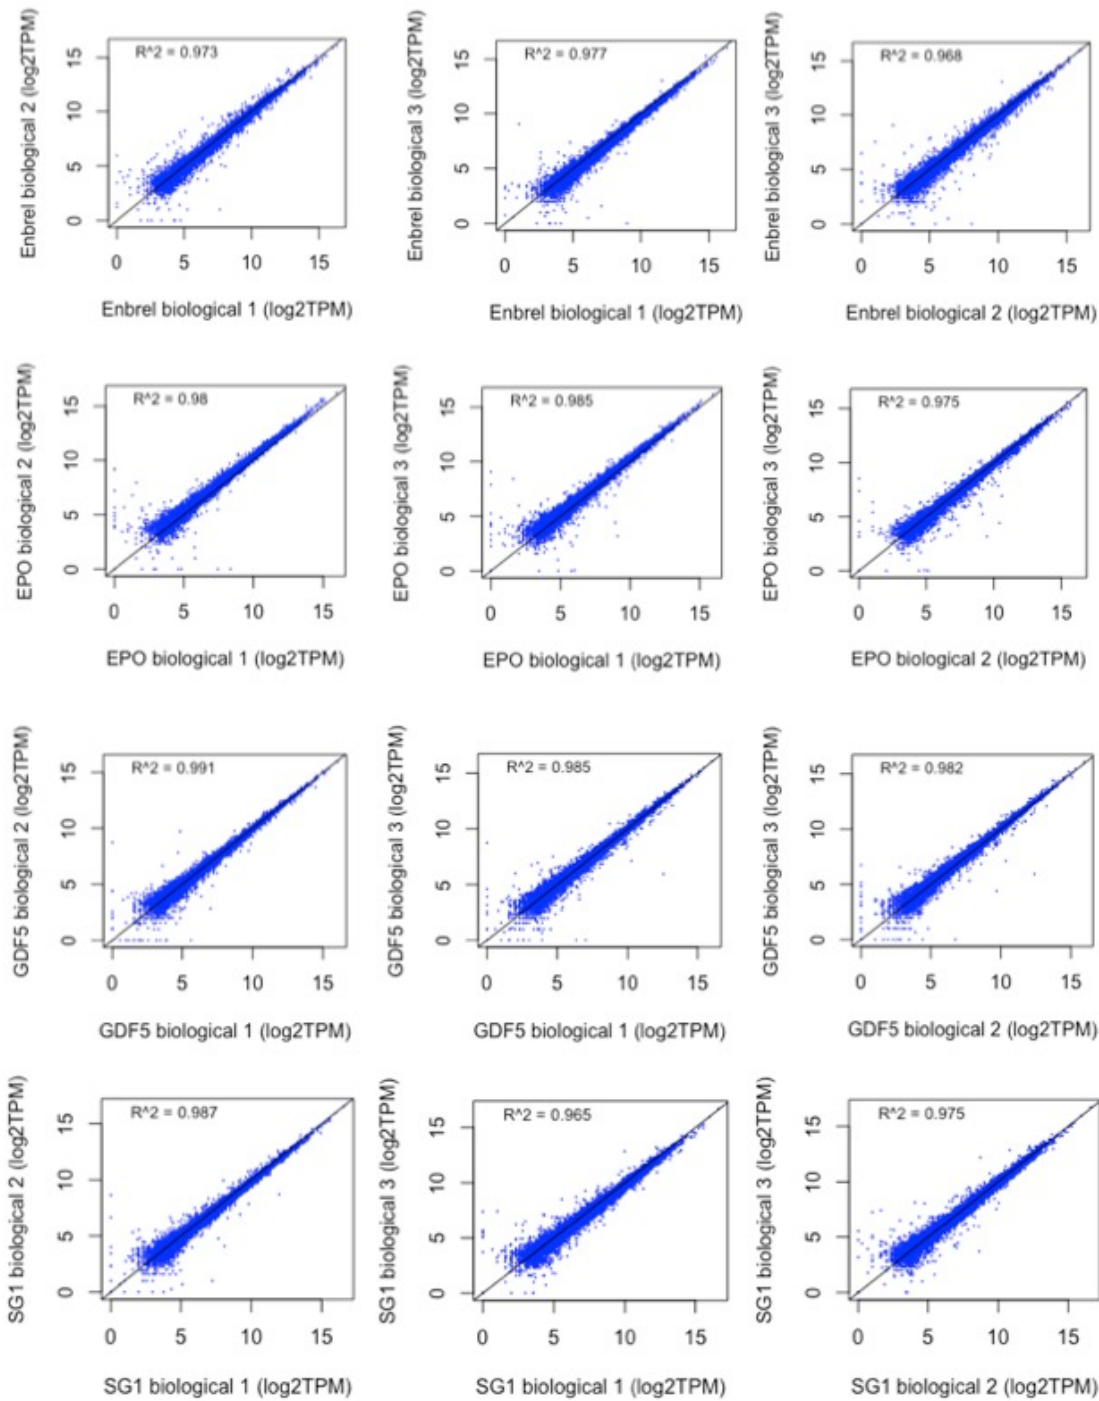 Enbrel biological 2 (log2TPM)
15
10
5
0
R^2 = 0.973
0 5 10 15
Enbrel biological 1 (log2TPM)
Enbrel biological 3 (log2TPM)
15
10
5
0
R^2 = 0.977
0 5 10 15
Enbrel biological 1 (log2TPM)
Enbrel biological 3 (log2TPM)
15
10
5
0
R^2 = 0.968
0 5 10 15
Enbrel biological 2 (log2TPM)
EPO biological 2 (log2TPM)
15
10
5
0
R^2 = 0.98
0 5 10 15
EPO biological 1 (log2TPM)
EPO biological 3 (log2TPM)
15
10
5
0
R^2 = 0.985
0 5 10 15
EPO biological 1 (log2TPM)
EPO biological 3 (log2TPM)
15
10
5
0
R^2 = 0.975
0 5 10 15
EPO biological 2 (log2TPM)
GDF5 biological 2 (log2TPM)
15
10
5
0
R^2 = 0.991
0 5 10 15
GDF5 biological 1 (log2TPM)
GDF5 biological 3 (log2TPM)
15
10
5
0
R^2 = 0.985
0 5 10 15
GDF5 biological 1 (log2TPM)
GDF5 biological 3 (log2TPM)
15
10
5
0
R^2 = 0.982
0 5 10 15
GDF5 biological 2 (log2TPM)
SG1 biological 2 (log2TPM)
15
10
5
0
R^2 = 0.987
0 5 10 15
SG1 biological 1 (log2TPM)
SG1 biological 3 (log2TPM)
15
10
5
0
R^2 = 0.965
0 5 10 15
SG1 biological 1 (log2TPM)
SG1 biological 3 (log2TPM)
15
10
5
0
R^2 = 0.975
0 5 10 15
SG1 biological 2 (log2TPM)